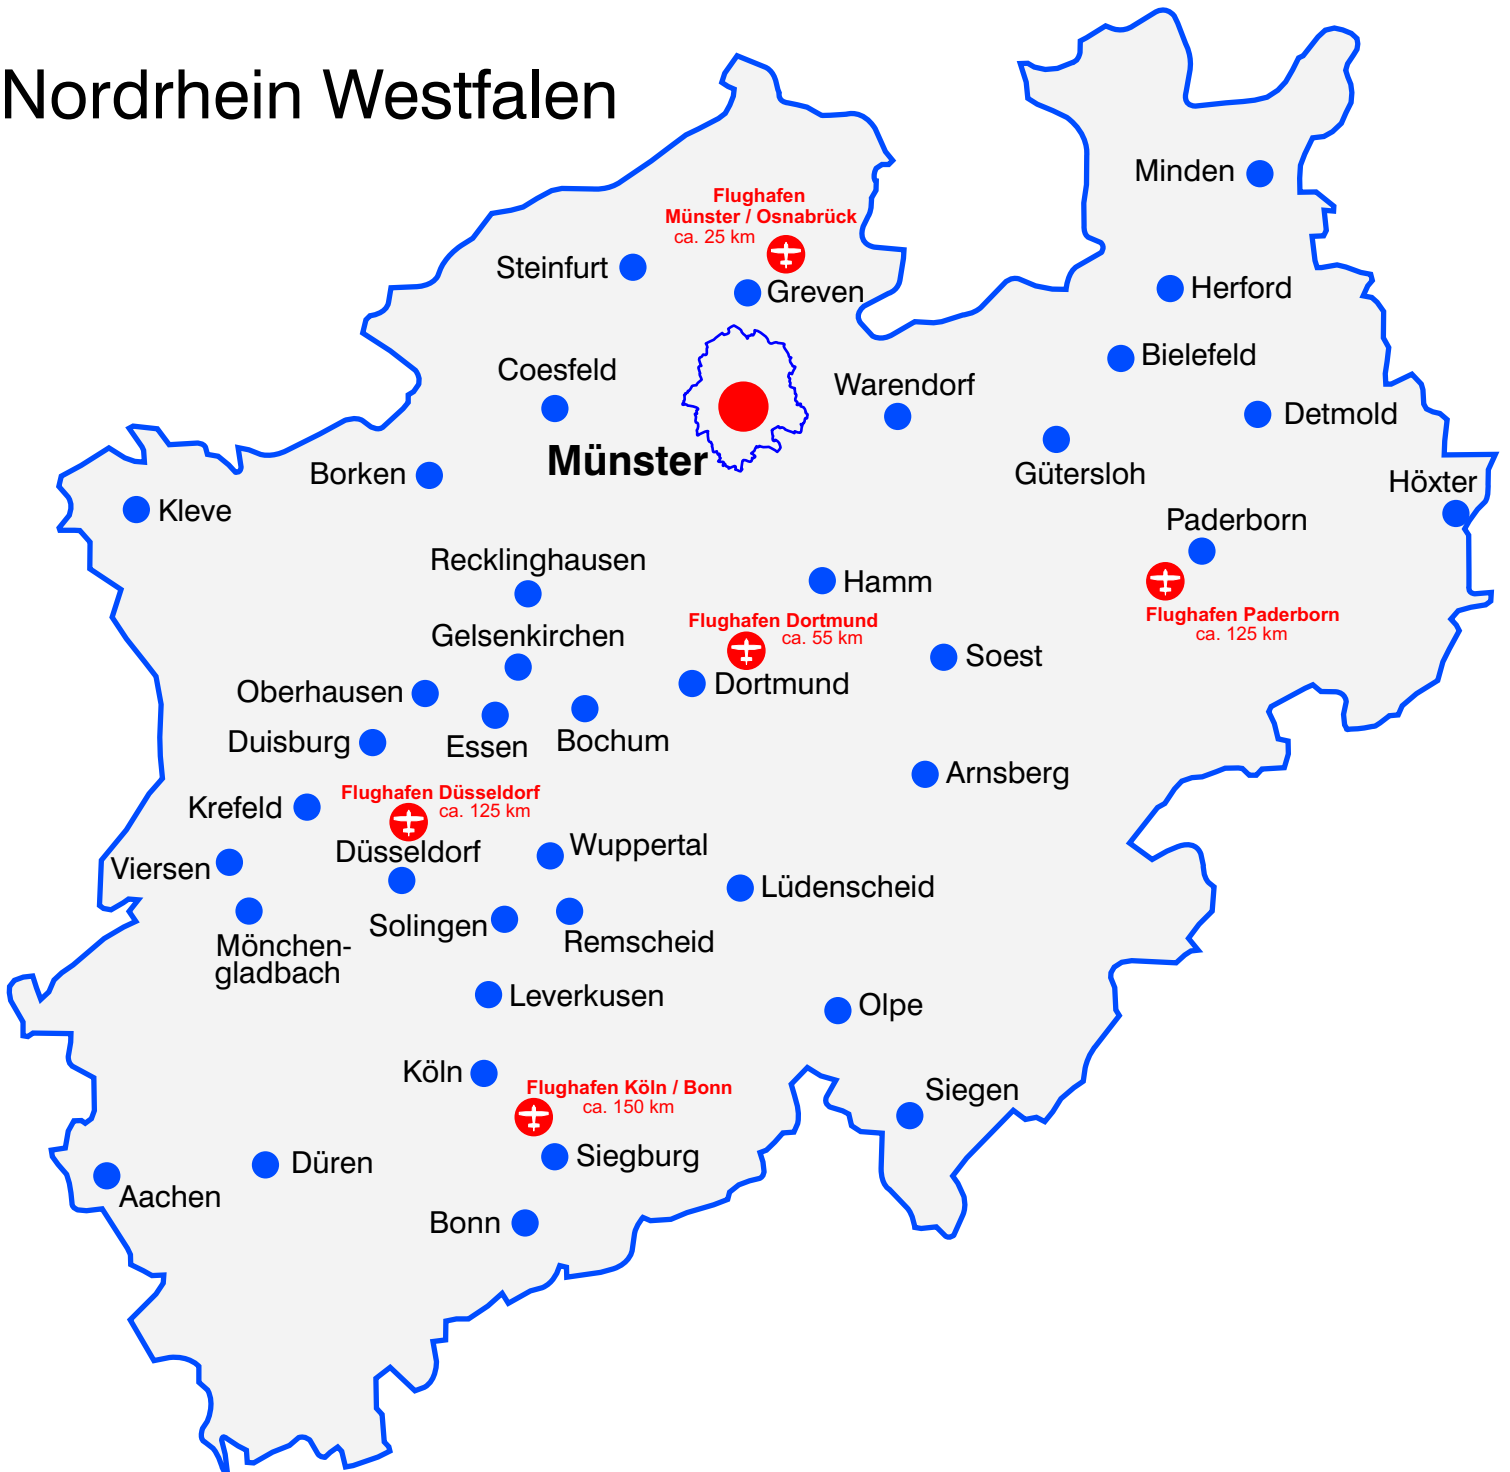 Nordrhein Westfalen
Minden
Flughafen
Münster / Osnabrück
ca. 25 km
Steinfurt
Greven
Herford
Bielefeld
Coesfeld
Warendorf
Detmold
Münster
Borken
Gütersloh
Höxter
Kleve
Paderborn
Recklinghausen
Hamm
Flughafen Paderborn
ca. 125 km
Flughafen Dortmund
ca. 55 km
Gelsenkirchen
Soest
Oberhausen
Dortmund
Duisburg
Essen
Bochum
Arnsberg
Flughafen Düsseldorf
ca. 125 km
Krefeld
Düsseldorf
Wuppertal
Viersen
Lüdenscheid
Solingen
Remscheid
Mönchen-
gladbach
Leverkusen
Olpe
Köln
Flughafen Köln / Bonn
ca. 150 km
Siegen
Siegburg
Düren
Aachen
Bonn